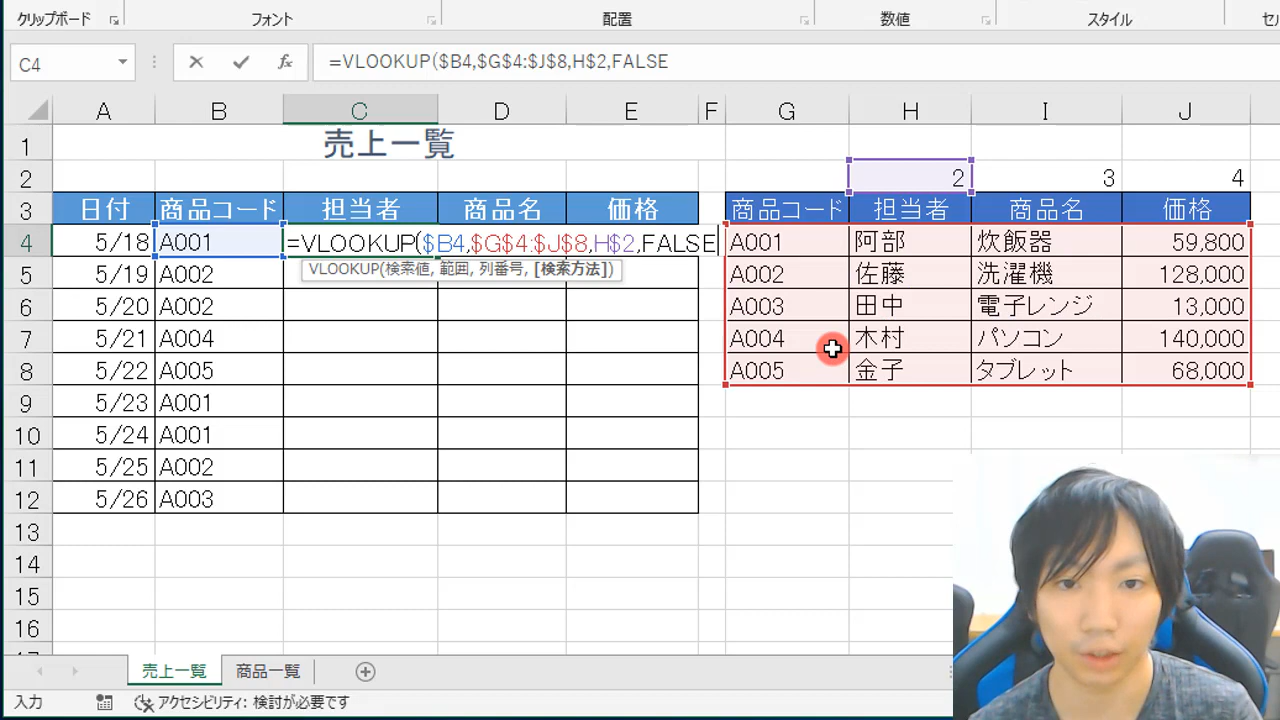 クリップボード フォント 配置 数値 スタイル セ
C4 =VLOOKUP($B4,$G$4:$J$8,H$2,FALSE
A B C D E F G H I J
1 売上一覧
2 2 3 4
3 日付 商品コード 担当者 商品名 価格 商品コード 担当者 商品名 価格
4 5/18 A001 =VLOOKUP($B4,$G$4:$J$8,H$2,FALSE A001 阿部 炊飯器 59,800
VLOOKUP(検索値, 範囲, 列番号, [検索方法])
5 5/19 A002 A002 佐藤 洗濯機 128,000
6 5/20 A002 A003 田中 電子レンジ 13,000
7 5/21 A004 A004 木村 パソコン 140,000
8 5/22 A005 A005 金子 タブレット 68,000
9 5/23 A001
10 5/24 A001
11 5/25 A002
12 5/26 A003
13
14
15
16
売上一覧 商品一覧
入力 アクセシビリティ: 検討が必要です